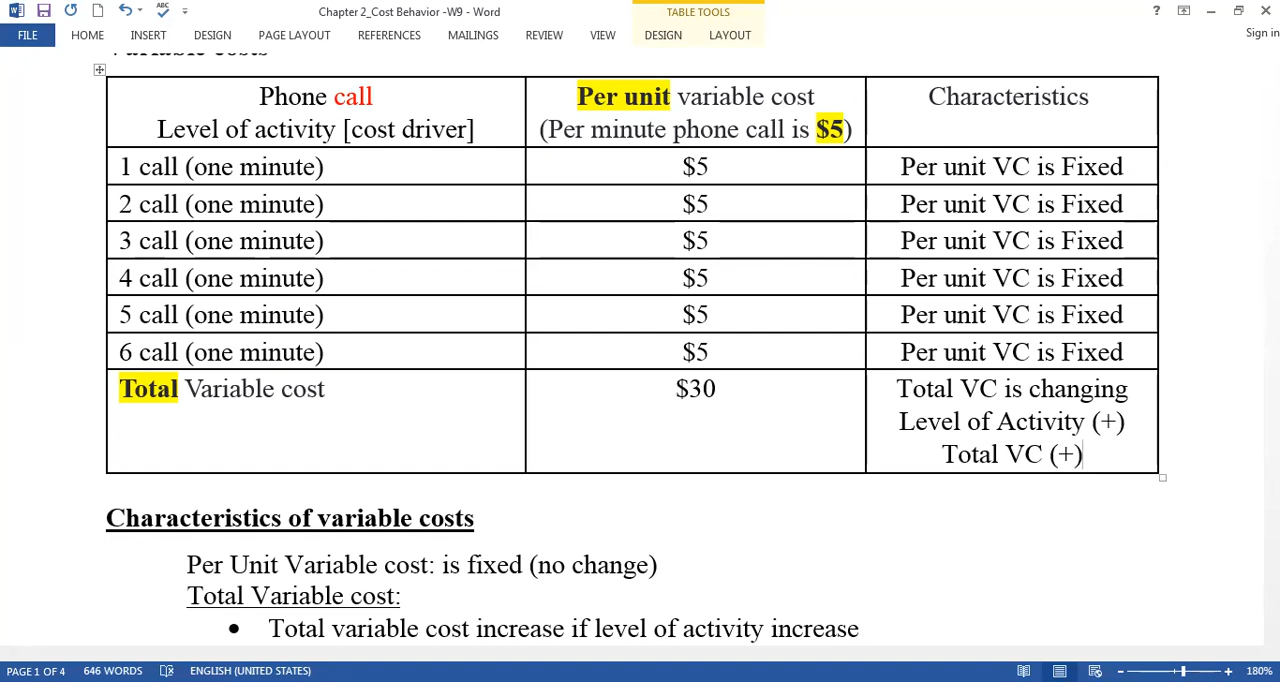 Chapter 2_Cost Behavior -W9 - Word
TABLE TOOLS
?
FILE HOME INSERT DESIGN PAGE LAYOUT REFERENCES MAILINGS REVIEW VIEW DESIGN LAYOUT Sign in
Phone call
Level of activity [cost driver]
Per unit variable cost
(Per minute phone call is $5)
Characteristics
1 call (one minute) $5 Per unit VC is Fixed
2 call (one minute) $5 Per unit VC is Fixed
3 call (one minute) $5 Per unit VC is Fixed
4 call (one minute) $5 Per unit VC is Fixed
5 call (one minute) $5 Per unit VC is Fixed
6 call (one minute) $5 Per unit VC is Fixed
Total Variable cost $30 Total VC is changing
Level of Activity (+)
Total VC (+)
Characteristics of variable costs
Per Unit Variable cost: is fixed (no change)
Total Variable cost:
• Total variable cost increase if level of activity increase
PAGE 1 OF 4 646 WORDS ENGLISH (UNITED STATES) 180%